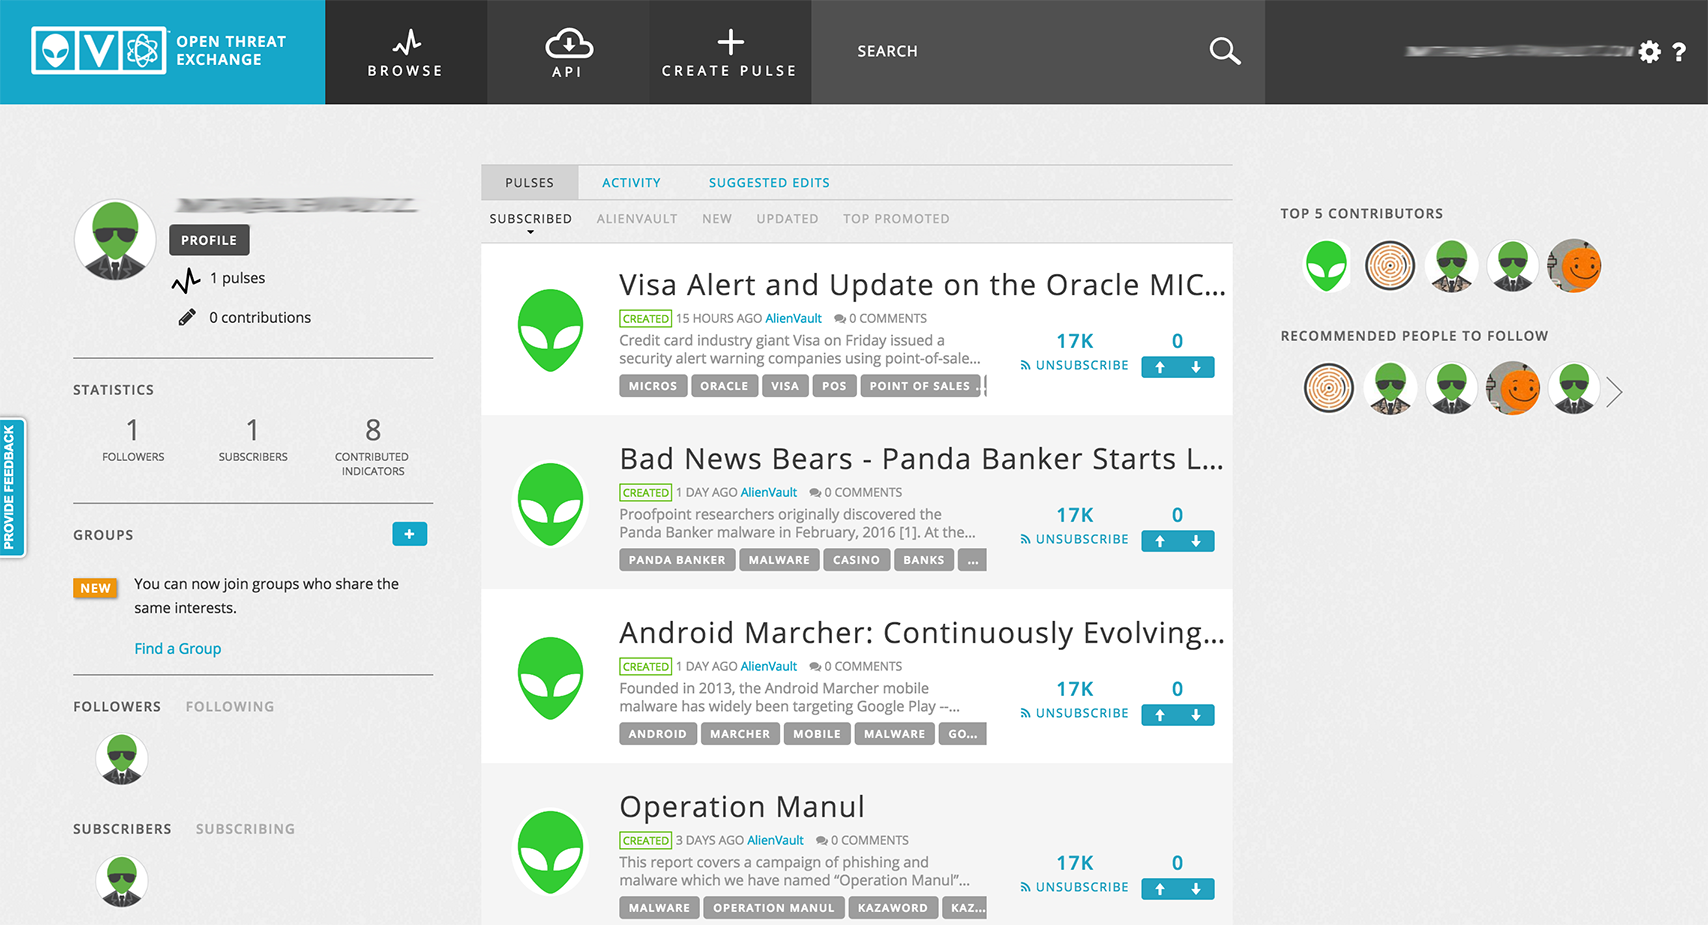 OPEN THREAT
EXCHANGE
BROWSE
API
CREATE PULSE
SEARCH
?
PROFILE
1 pulses
0 contributions
STATISTICS
1
FOLLOWERS
1
SUBSCRIBERS
8
CONTRIBUTED
INDICATORS
PROVIDE FEEDBACK
GROUPS
+
NEW
You can now join groups who share the
same interests.
Find a Group
FOLLOWERS FOLLOWING
SUBSCRIBERS SUBSCRIBING
PULSES ACTIVITY SUGGESTED EDITS
SUBSCRIBED ALIENVAULT NEW UPDATED TOP PROMOTED
Visa Alert and Update on the Oracle MIC...
CREATED 15 HOURS AGO AlienVault 0 COMMENTS
Credit card industry giant Visa on Friday issued a
security alert warning companies using point-of-sale...
MICROS ORACLE VISA POS POINT OF SALES ...
17K
UNSUBSCRIBE
0
Bad News Bears - Panda Banker Starts L...
CREATED 1 DAY AGO AlienVault 0 COMMENTS
Proofpoint researchers originally discovered the
Panda Banker malware in February, 2016 [1]. At the...
PANDA BANKER MALWARE CASINO BANKS ...
17K
UNSUBSCRIBE
0
Android Marcher: Continuously Evolving...
CREATED 1 DAY AGO AlienVault 0 COMMENTS
Founded in 2013, the Android Marcher mobile
malware has widely been targeting Google Play --...
ANDROID MARCHER MOBILE MALWARE GO...
17K
UNSUBSCRIBE
0
Operation Manul
CREATED 3 DAYS AGO AlienVault 0 COMMENTS
This report covers a campaign of phishing and
malware which we have named “Operation Manul”...
MALWARE OPERATION MANUL KAZAWORD KAZ...
17K
UNSUBSCRIBE
0
TOP 5 CONTRIBUTORS
RECOMMENDED PEOPLE TO FOLLOW